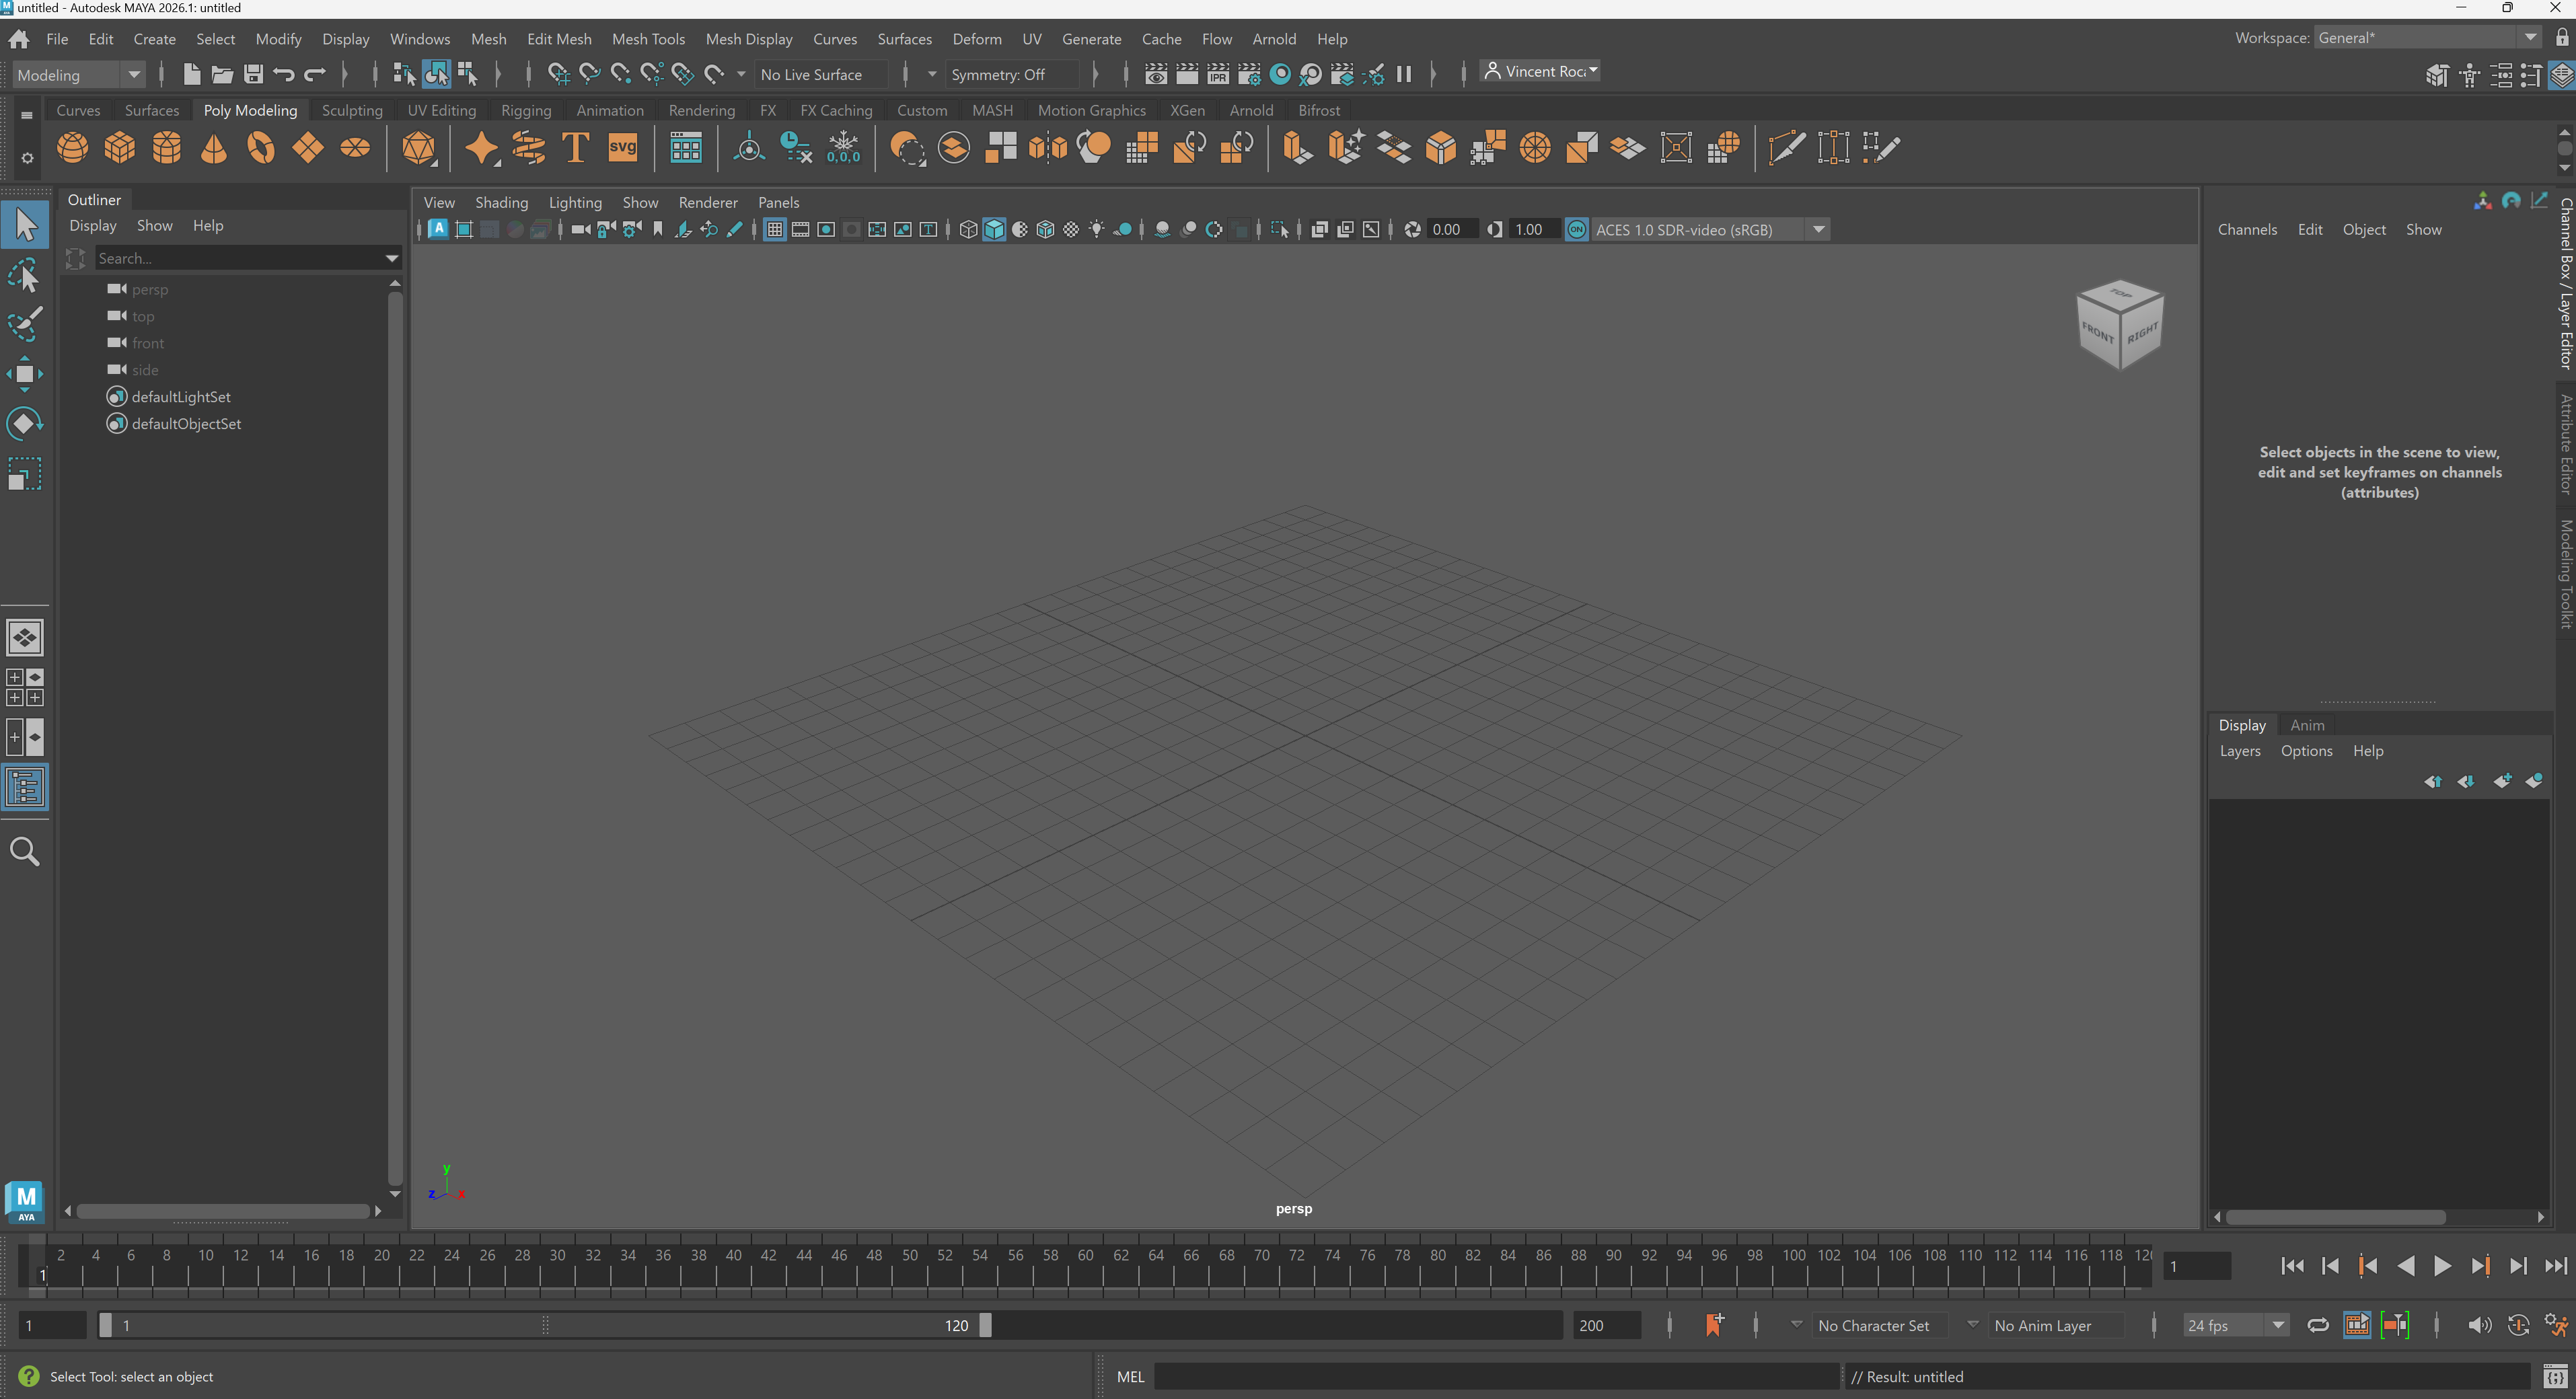 untitled - Autodesk MAYA 2026.1: untitled
File Edit Create Select Modify Display Windows Mesh Edit Mesh Mesh Tools Mesh Display Curves Surfaces Deform UV Generate Cache Flow Arnold Help
Workspace: General*
Modeling
No Live Surface
Symmetry: Off
IPR
Vincent Roca
Curves Surfaces Poly Modeling Sculpting UV Editing Rigging Animation Rendering FX FX Caching Custom MASH Motion Graphics XGen Arnold Bifrost
T svg 0,0,0
Outliner
Display Show Help
Search...
persp
top
front
side
defaultLightSet
defaultObjectSet
View Shading Lighting Show Renderer Panels
A T 0.00 1.00 ON ACES 1.0 SDR-video (sRGB)
TOP
FRONT RIGHT
y
z x
persp
Channels Edit Object Show
Select objects in the scene to view,
edit and set keyframes on channels
(attributes)
Channel Box / Layer Editor
Attribute Editor
Modeling Toolkit
Display Anim
Layers Options Help
M
AYA
2 4 6 8 10 12 14 16 18 20 22 24 26 28 30 32 34 36 38 40 42 44 46 48 50 52 54 56 58 60 62 64 66 68 70 72 74 76 78 80 82 84 86 88 90 92 94 96 98 100 102 104 106 108 110 112 114 116 118 120
1
1
1 1 120 200
No Character Set
No Anim Layer
24 fps
Select Tool: select an object
MEL
// Result: untitled